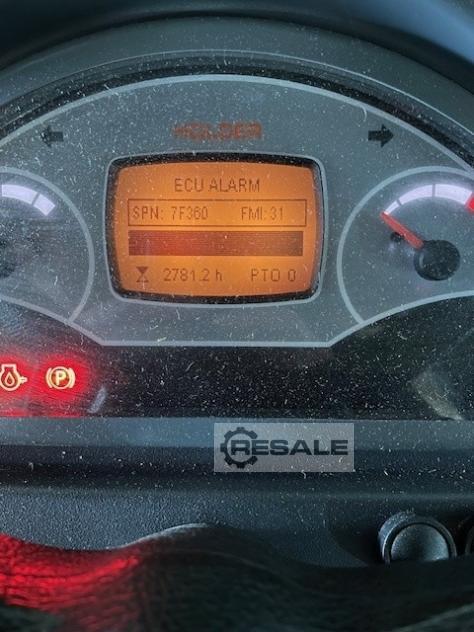 HOLDER
ECU ALARM
SPN: 7F360 FMI: 31
2781.2 h PTO 0
P
RESALE